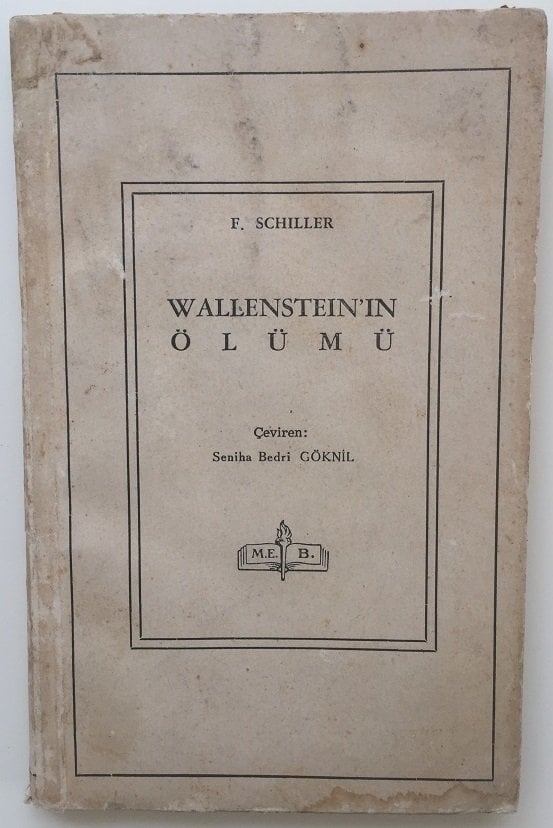 F. SCHILLER
WALLENSTEIN'IN
ÖLÜMÜ
Çeviren:
Seniha Bedri GÖKNİL
M.E. B.